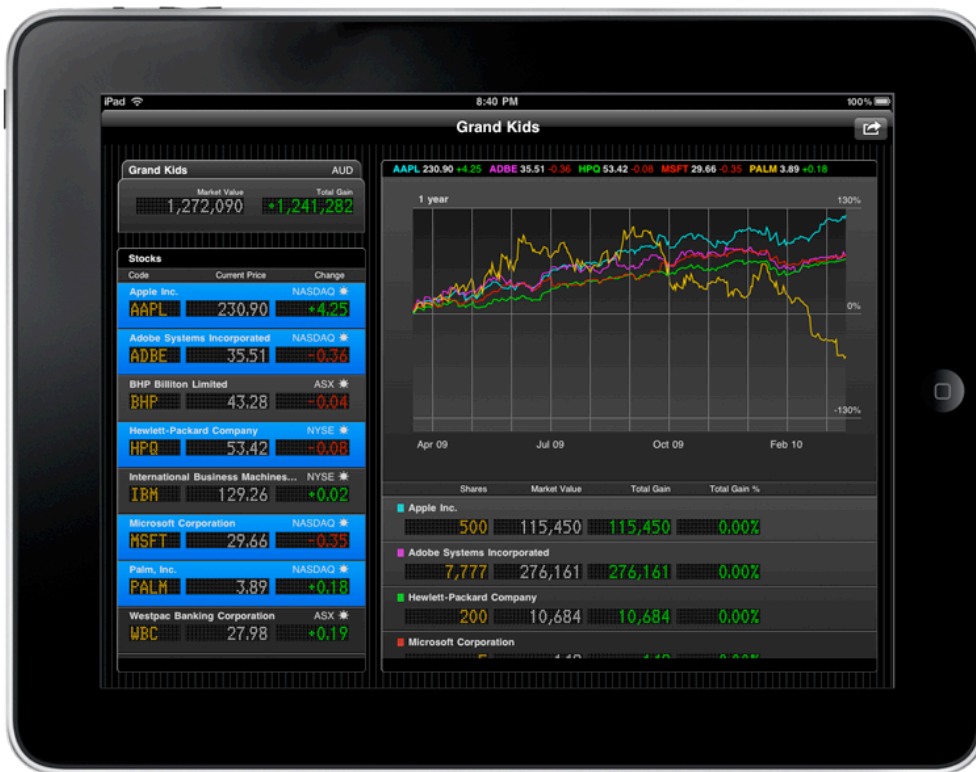 iPad 8:40 PM 100%
Grand Kids
Grand Kids AUD
Market Value Total Gain
1,272,090 +1,241,282
Stocks
Code Current Price Change
Apple Inc. NASDAQ
AAPL 230.90 +4.25
Adobe Systems Incorporated NASDAQ
ADBE 35.51 -0.36
BHP Billiton Limited ASX
BHP 43.28 -0.04
Hewlett-Packard Company NYSE
HPQ 53.42 -0.08
International Business Machines... NYSE
IBM 129.26 +0.02
Microsoft Corporation NASDAQ
MSFT 29.66 -0.35
Palm, Inc. NASDAQ
PALM 3.89 +0.18
Westpac Banking Corporation ASX
WBC 27.98 +0.19
AAPL 230.90 +4.25 ADBE 35.51 -0.36 HPQ 53.42 -0.08 MSFT 29.66 -0.35 PALM 3.89 +0.18
1 year 130%
0%
-130%
Apr 09 Jul 09 Oct 09 Feb 10
Shares Market Value Total Gain Total Gain %
Apple Inc.
500 115,450 115,450 0.00%
Adobe Systems Incorporated
7,777 276,161 276,161 0.00%
Hewlett-Packard Company
200 10,684 10,684 0.00%
Microsoft Corporation